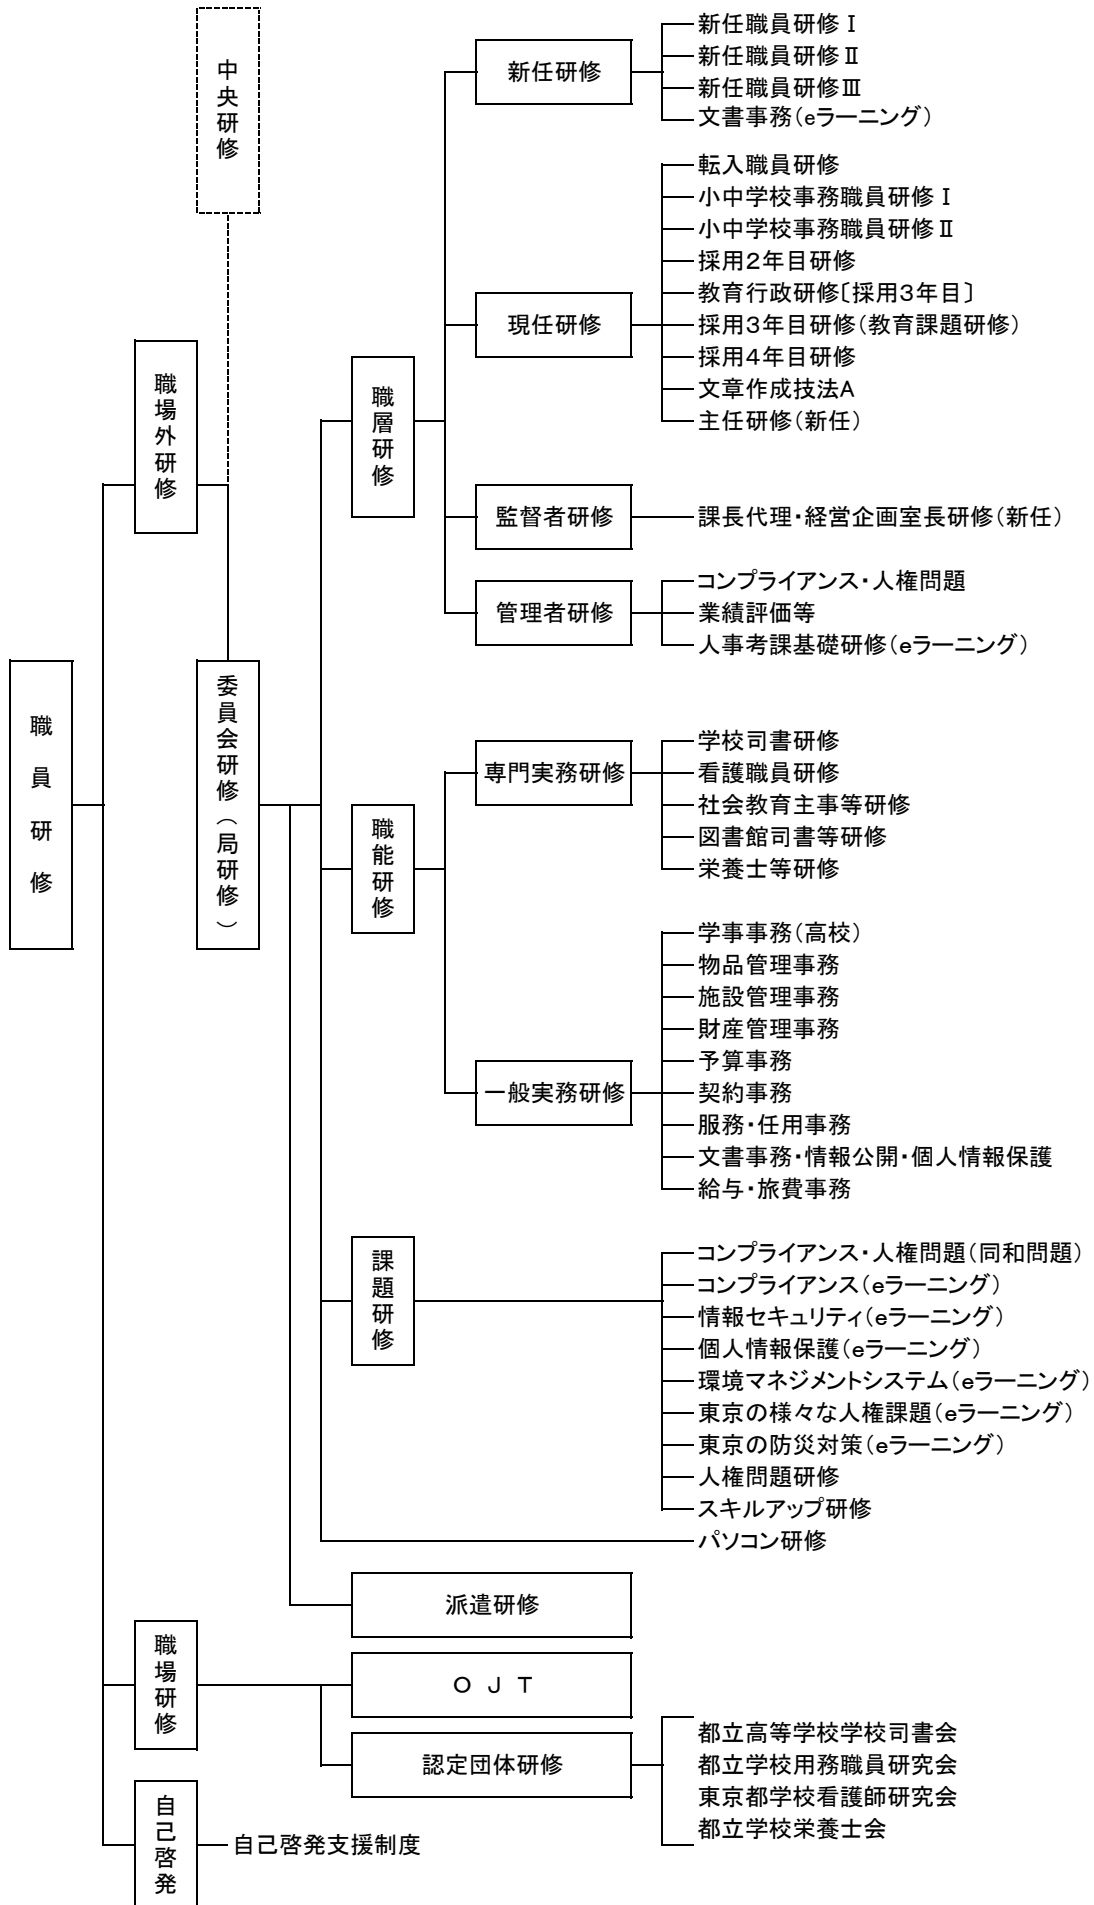 職員研修
職場外研修
中央研修
委員会研修（局研修）
職層研修
新任研修
新任職員研修Ⅰ
新任職員研修Ⅱ
新任職員研修Ⅲ
文書事務（eラーニング）
現任研修
転入職員研修
小中学校事務職員研修Ⅰ
小中学校事務職員研修Ⅱ
採用2年目研修
教育行政研修〔採用3年目〕
採用3年目研修（教育課題研修）
採用4年目研修
文章作成技法A
主任研修（新任）
監督者研修
課長代理・経営企画室長研修（新任）
管理者研修
コンプライアンス・人権問題
業績評価等
人事考課基礎研修（eラーニング）
職能研修
専門実務研修
学校司書研修
看護職員研修
社会教育主事等研修
図書館司書等研修
栄養士等研修
一般実務研修
学事事務（高校）
物品管理事務
施設管理事務
財産管理事務
予算事務
契約事務
服務・任用事務
文書事務・情報公開・個人情報保護
給与・旅費事務
課題研修
コンプライアンス・人権問題（同和問題）
コンプライアンス（eラーニング）
情報セキュリティ（eラーニング）
個人情報保護（eラーニング）
環境マネジメントシステム（eラーニング）
東京の様々な人権課題（eラーニング）
東京の防災対策（eラーニング）
人権問題研修
スキルアップ研修
パソコン研修
派遣研修
職場研修
ＯＪＴ
認定団体研修
都立高等学校学校司書会
都立学校用務職員研究会
東京都学校看護師研究会
都立学校栄養士会
自己啓発
自己啓発支援制度